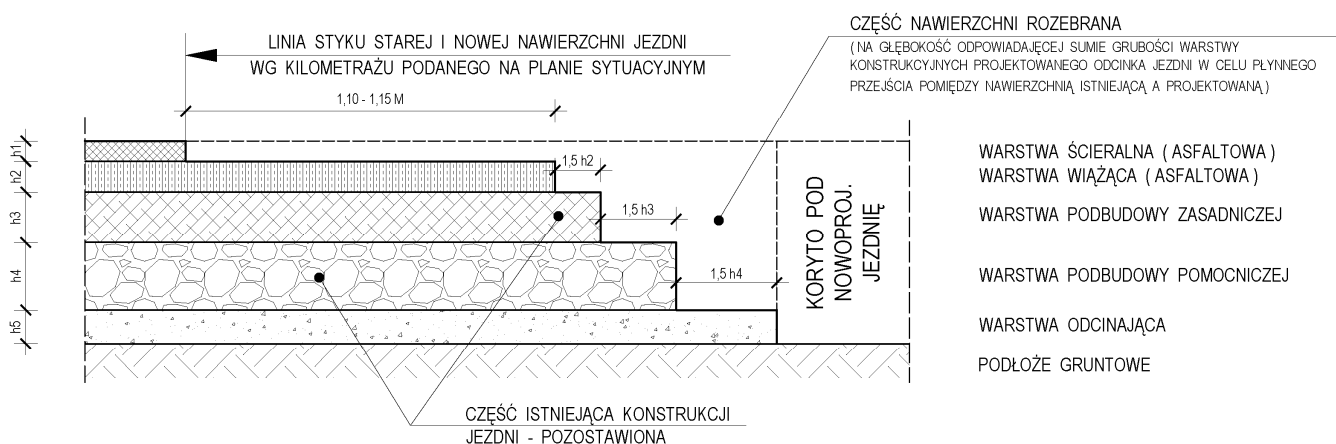 CZĘŚĆ NAWIERZCHNI ROZEBRANA
( NA GŁĘBOKOŚĆ ODPOWIADAJĄCEJ SUMIE GRUBOŚCI WARSTWY
KONSTRUKCYJNYCH PROJEKTOWANEGO ODCINKA JEZDNI W CELU PŁYNNEGO
PRZEJŚCIA POMIĘDZY NAWIERZCHNIĄ ISTNIEJĄCĄ A PROJEKTOWANĄ )
LINIA STYKU STAREJ I NOWEJ NAWIERZCHNI JEZDNI
WG KILOMETRAŻU PODANEGO NA PLANIE SYTUACYJNYM
1,10 - 1,15 M
h1
h2
h3
h4
h5
1,5 h2
1,5 h3
1,5 h4
KORYTO POD
NOWOPROJ.
JEZDNIĘ
WARSTWA ŚCIERALNA ( ASFALTOWA )
WARSTWA WIĄŻĄCA ( ASFALTOWA )
WARSTWA PODBUDOWY ZASADNICZEJ
WARSTWA PODBUDOWY POMOCNICZEJ
WARSTWA ODCINAJĄCA
PODŁOŻE GRUNTOWE
CZĘŚĆ ISTNIEJĄCA KONSTRUKCJI
JEZDNI - POZOSTAWIONA